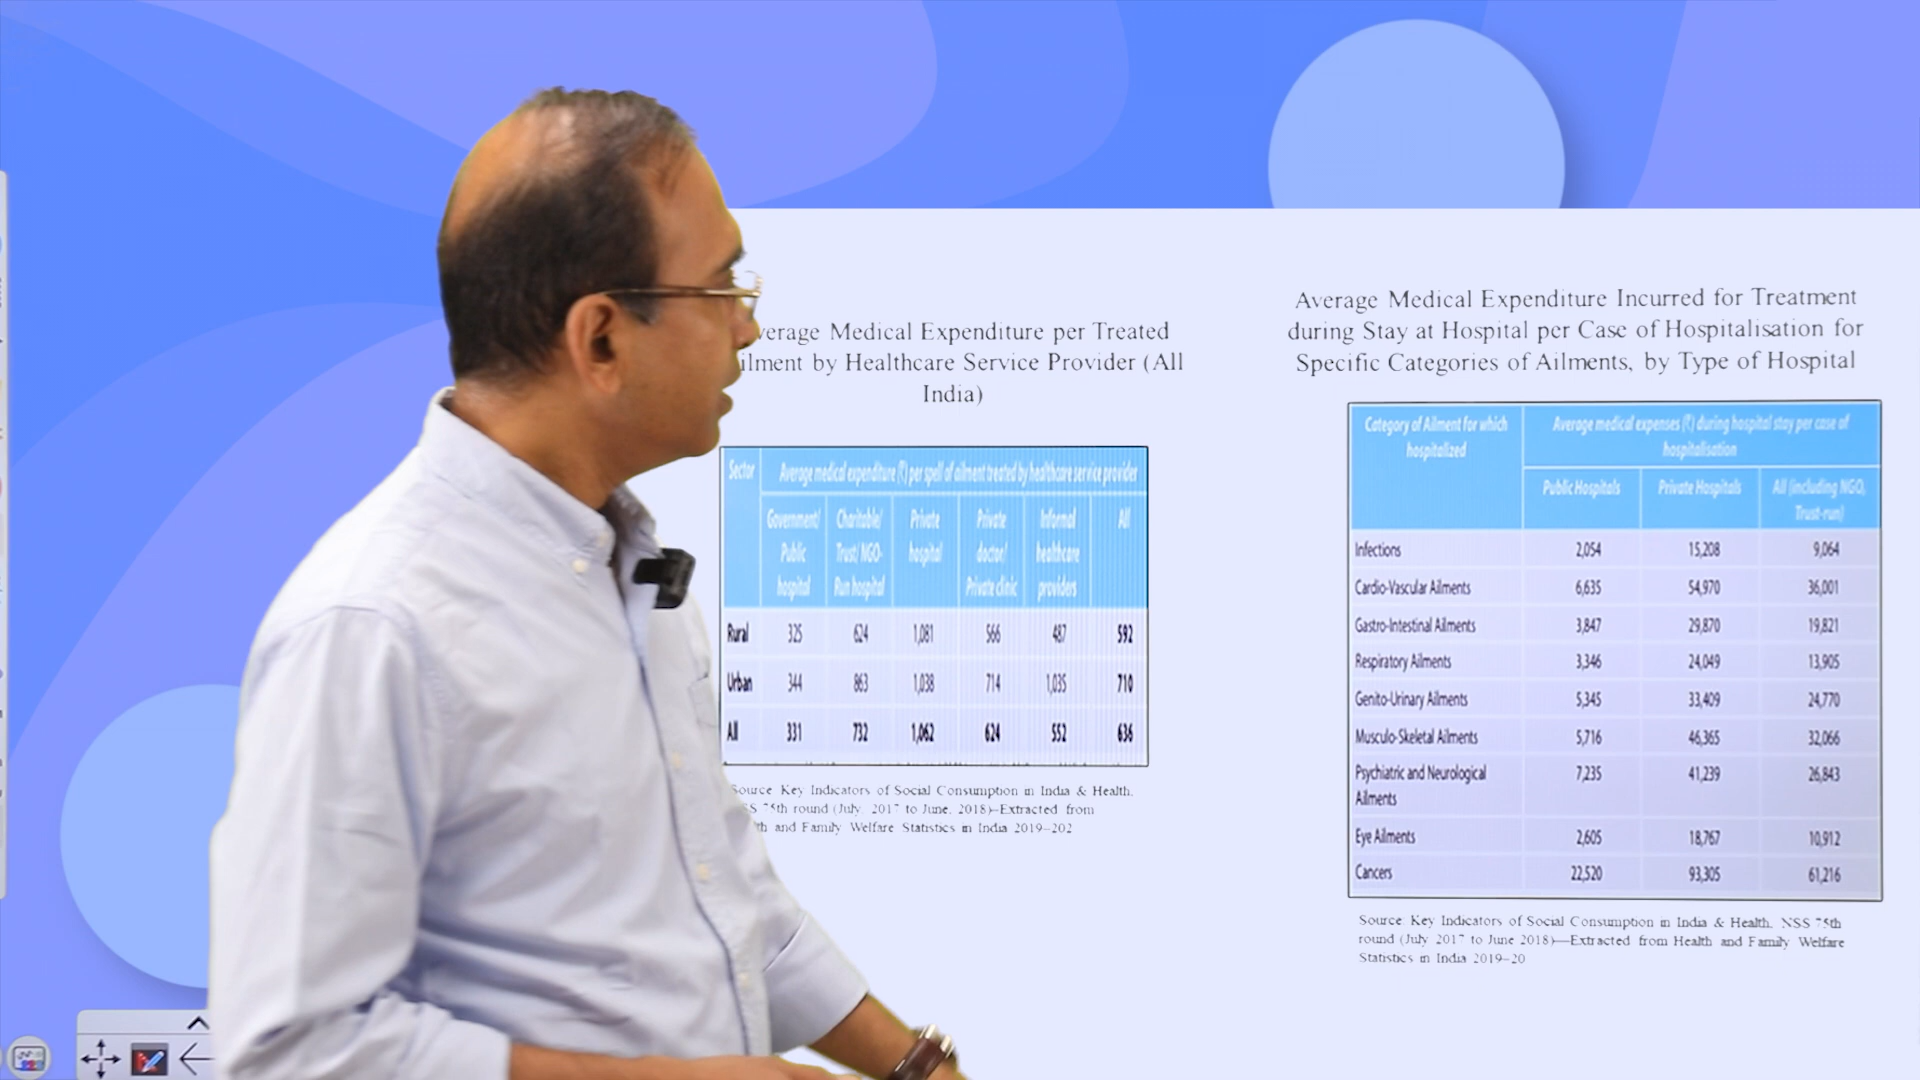 verage Medical Expenditure per Treated
ilment by Healthcare Service Provider (All
India)
Sector
Average medical expenditure (₹) per spell of ailment treated by healthcare service provider
Government/
Public
hospital
Charitable/
Trust/ NGO-
Run hospital
Private
hospital
Private
doctor/
Private clinic
Informal
healthcare
providers
All
Rural 325 624 1,081 566 487 592
Urban 344 863 1,038 714 1,035 710
All 331 732 1,062 624 552 636
Source Key Indicators of Social Consumption in India & Health.
SS 75th round (July. 2017 to June. 2018)–Extracted from
th and Family Welfare Statistics in India 2019–202
Average Medical Expenditure Incurred for Treatment
during Stay at Hospital per Case of Hospitalisation for
Specific Categories of Ailments, by Type of Hospital
Category of Ailment for which
hospitalized
Average medical expenses (₹) during hospital stay per case of
hospitalisation
Public Hospitals
Private Hospitals
All (including NGO,
Trust-run)
Infections 2,054 15,208 9,064
Cardio-Vascular Ailments 6,635 54,970 36,001
Gastro-Intestinal Ailments 3,847 29,870 19,821
Respiratory Ailments 3,346 24,049 13,905
Genito-Urinary Ailments 5,345 33,409 24,770
Musculo-Skeletal Ailments 5,716 46,365 32,066
Psychiatric and Neurological
Ailments 7,235 41,239 26,843
Eye Ailments 2,605 18,767 10,912
Cancers 22,520 93,305 61,216
Source: Key Indicators of Social Consumption in India & Health. NSS 75th
round (July 2017 to June 2018)—Extracted from Health and Family Welfare
Statistics in India 2019–20